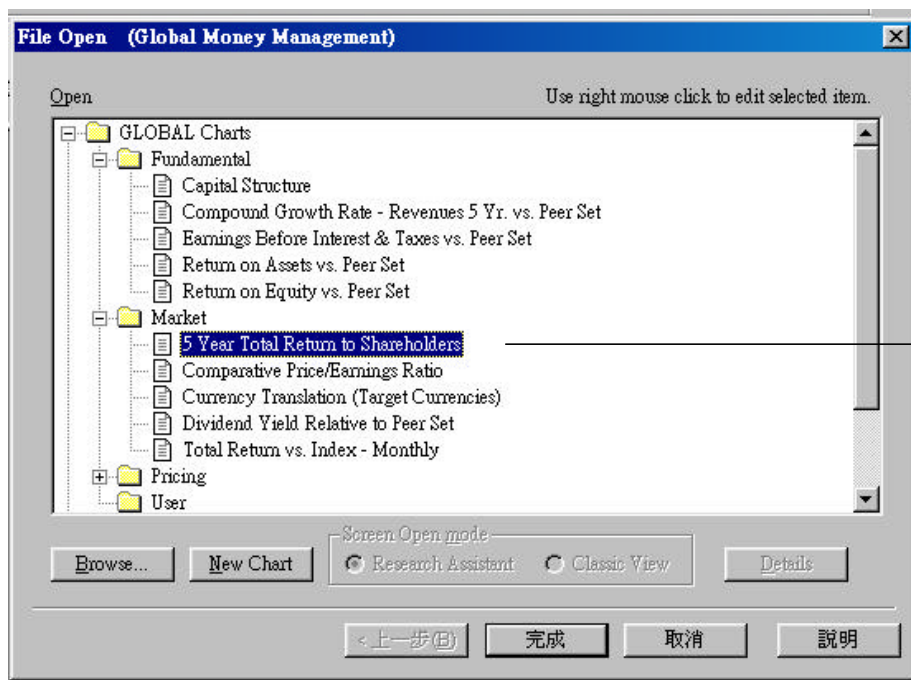 File Open (Global Money Management)
Open
Use right mouse click to edit selected item.
GLOBAL Charts
Fundamental
Capital Structure
Compound Growth Rate - Revenues 5 Yr. vs. Peer Set
Earnings Before Interest & Taxes vs. Peer Set
Return on Assets vs. Peer Set
Return on Equity vs. Peer Set
Market
5 Year Total Return to Shareholders
Comparative Price/Earnings Ratio
Currency Translation (Target Currencies)
Dividend Yield Relative to Peer Set
Total Return vs. Index - Monthly
Pricing
User
Screen Open mode
Browse... New Chart Research Assistant Classic View Details
<上一步(B) 完成 取消 說明